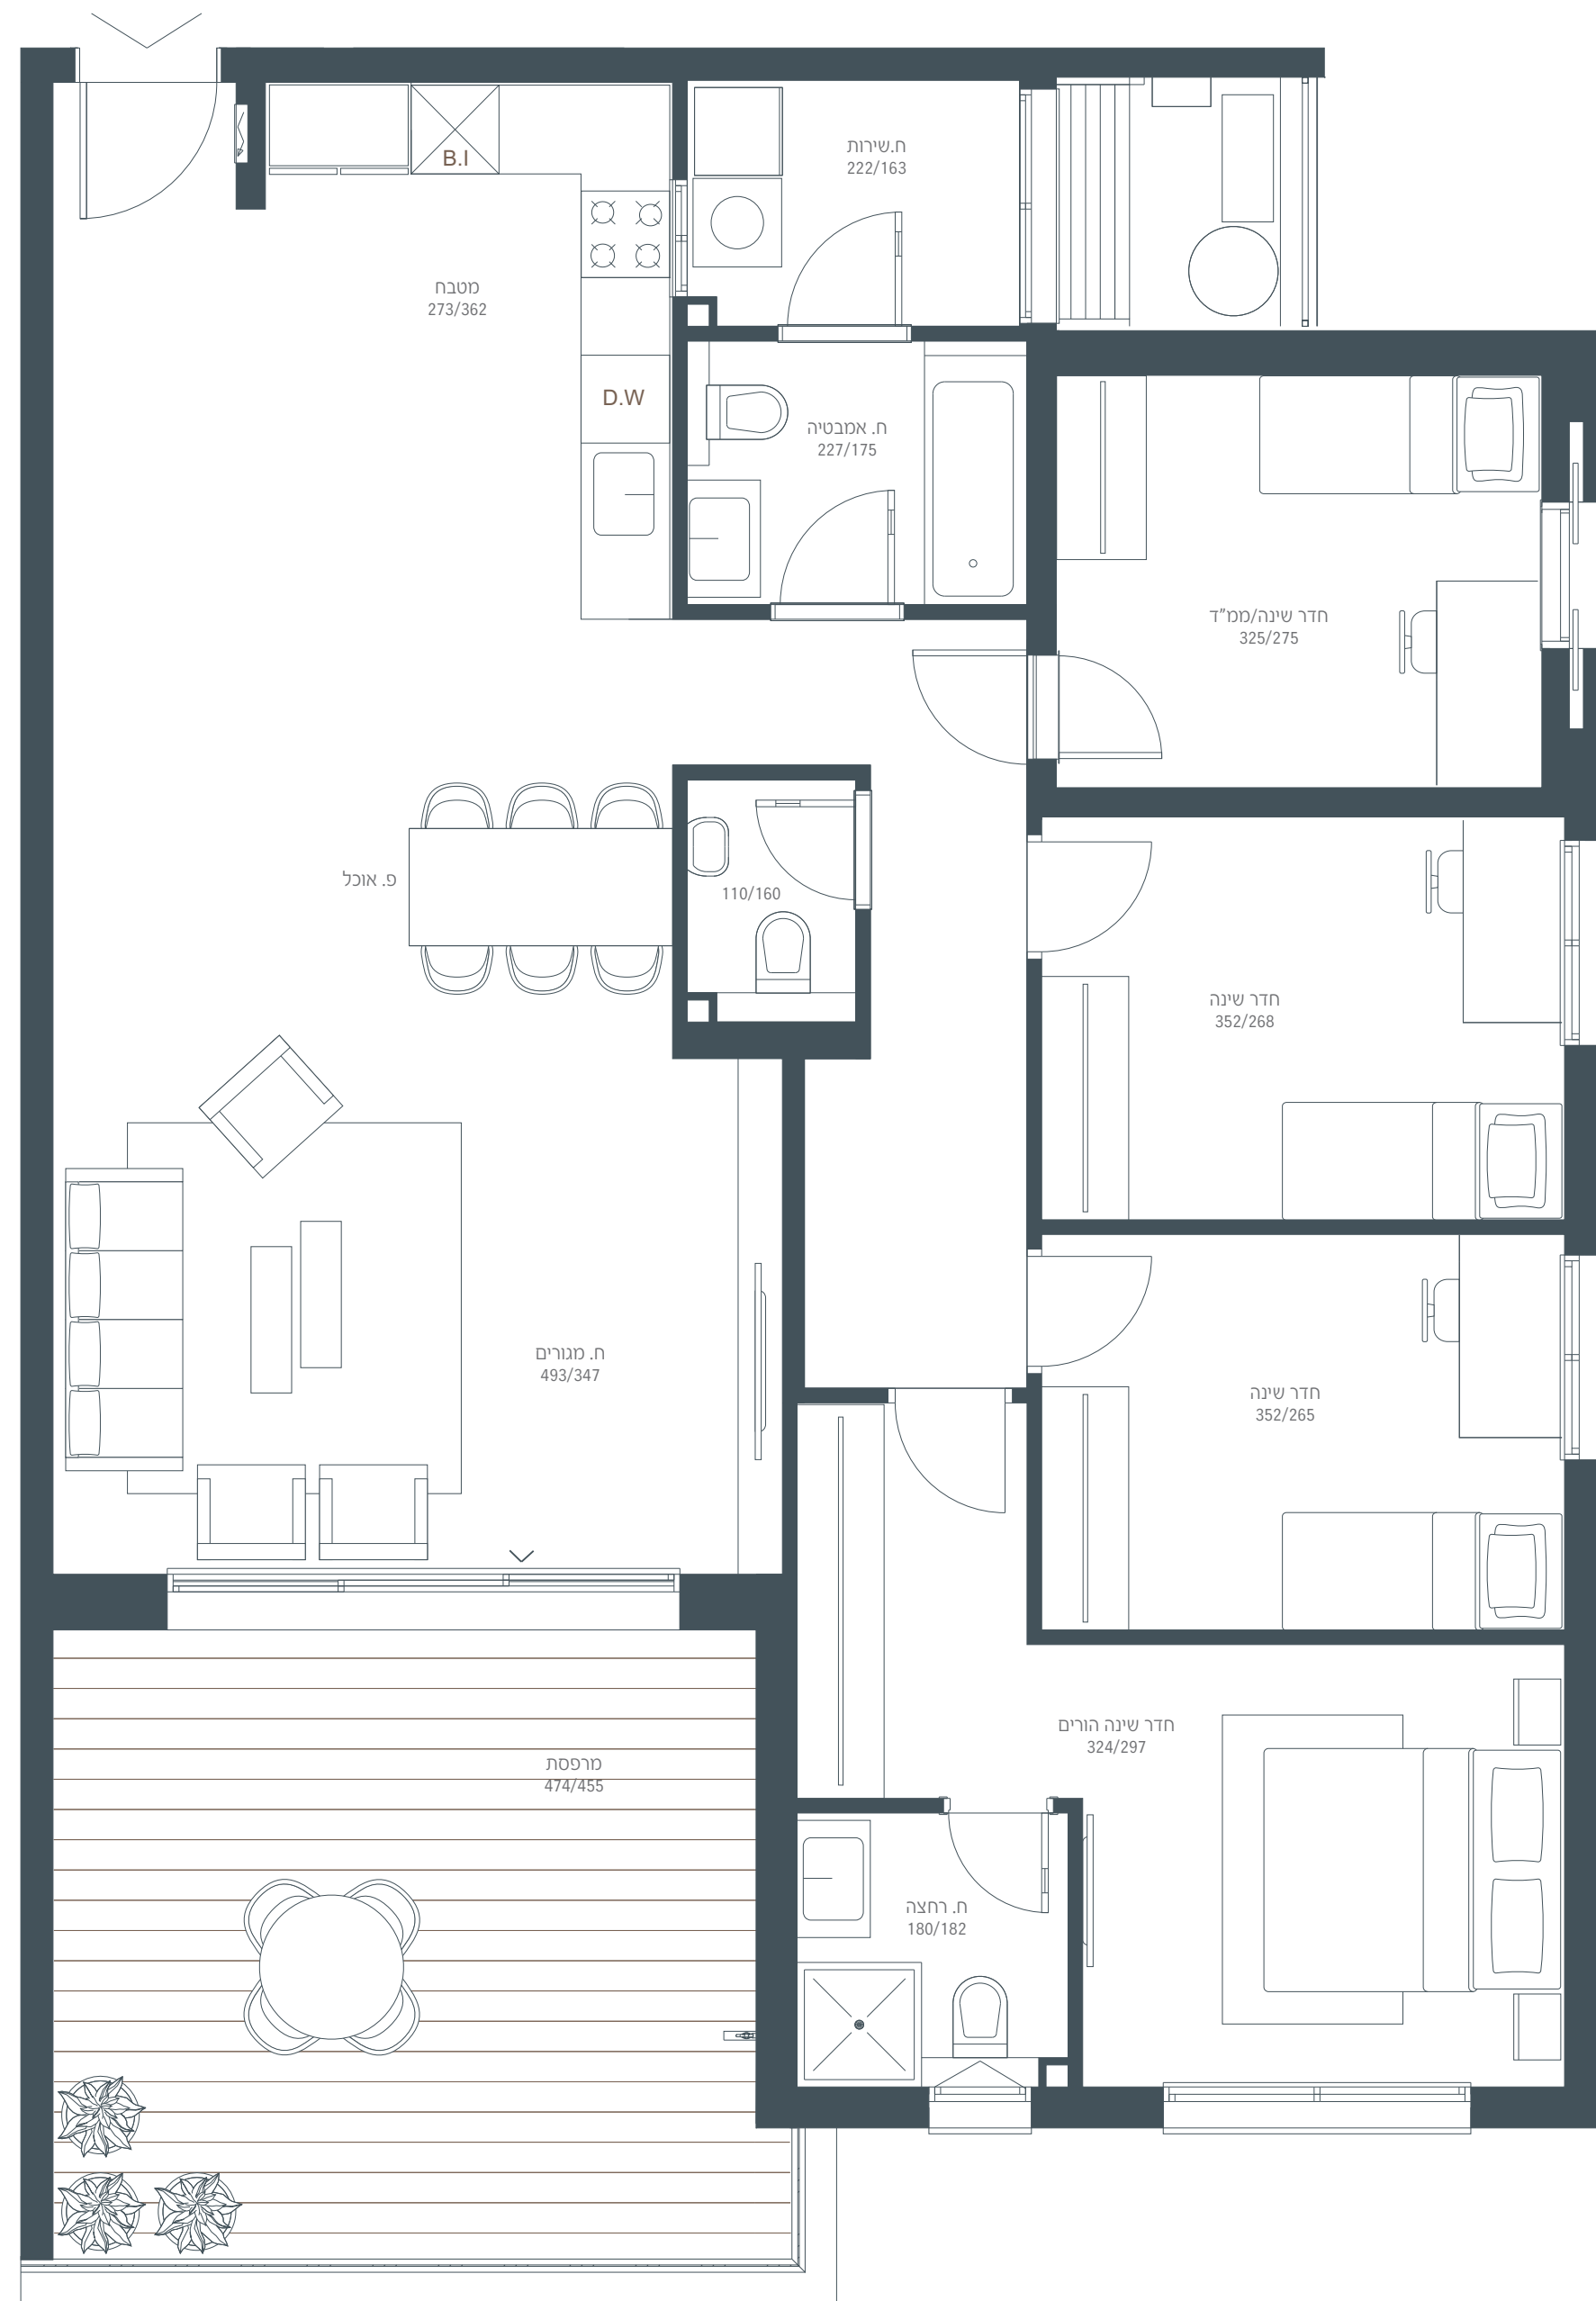 B.I
ח.שירות
222/163
מטבח
273/362
D.W
ח. אמבטיה
227/175
חדר שינה/ממ"ד
325/275
פ. אוכל
110/160
חדר שינה
352/268
ח. מגורים
493/347
חדר שינה
352/265
חדר שינה הורים
324/297
מרפסת
474/455
ח. רחצה
180/182